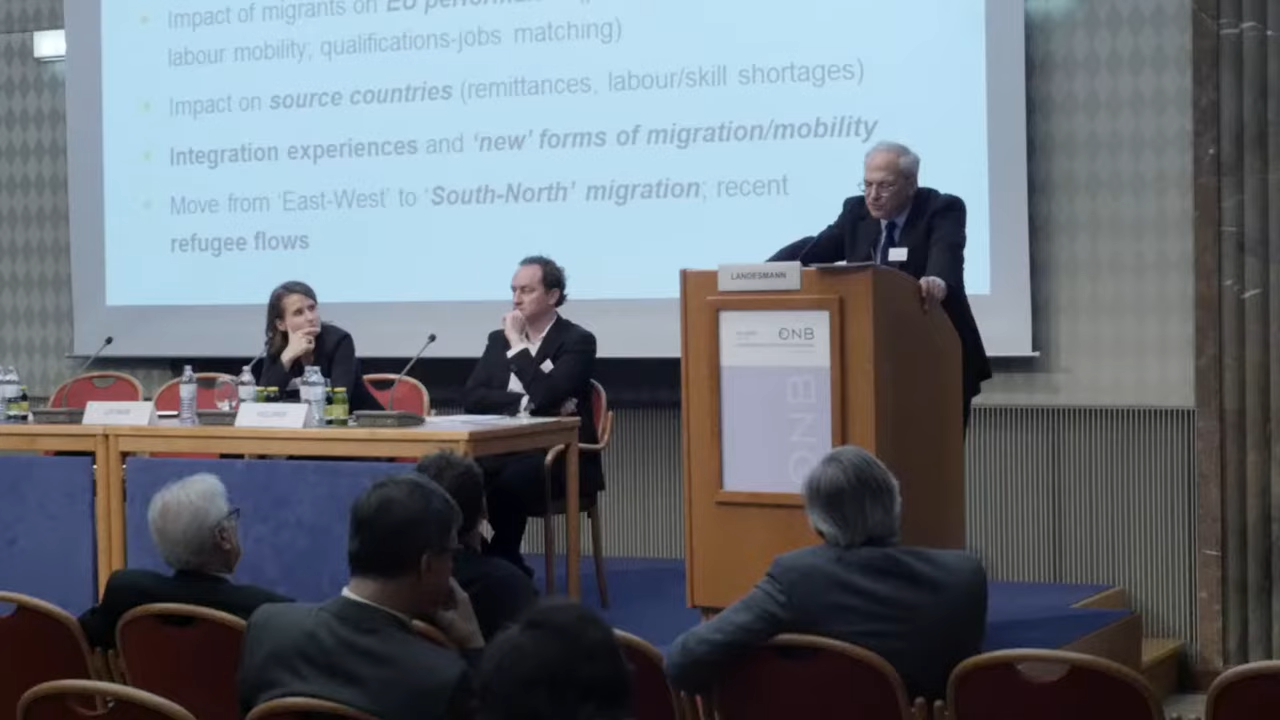 Impact of migrants on EU
labour mobility; qualifications-jobs matching)
Impact on source countries (remittances, labour/skill shortages)
Integration experiences and ‘new’ forms of migration/mobility
Move from ‘East-West’ to ‘South-North’ migration; recent
refugee flows
LANDESMANN
ONB
ONB